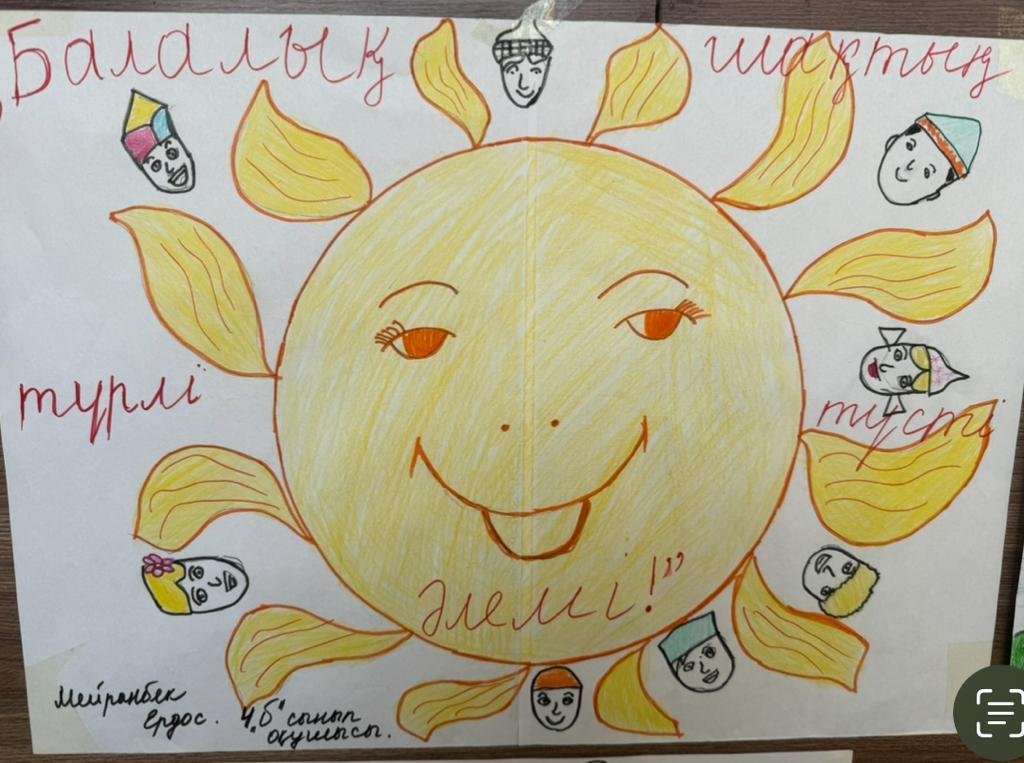 Балалық шақтың
түрлі түсті
әлемі!”
Мейранбек
Ердос. 4 „Б“ сынып
оқушысы.